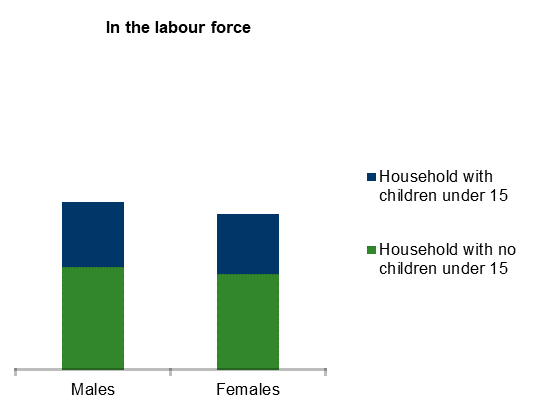 In the labour force
Household with
children under 15
Household with no
children under 15
Males
Females